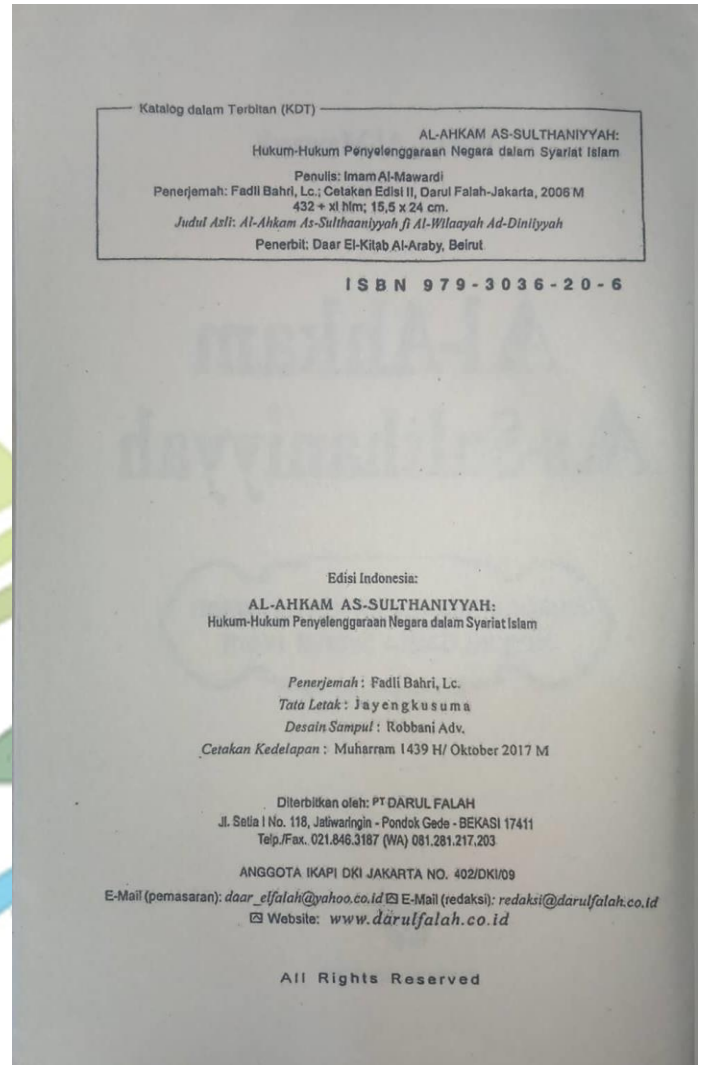 Katalog dalam Terbitan (KDT)
AL-AHKAM AS-SULTHANIYYAH:
Hukum-Hukum Penyelenggaraan Negara dalam Syariat Islam
Penulis: Imam Al-Mawardi
Penerjemah: Fadli Bahri, Lc.; Cetakan Edisi II, Darul Falah-Jakarta, 2006 M
432 + xi hlm; 15,5 x 24 cm.
Judul Asli: Al-Ahkam As-Sulthaaniyyah fi Al-Wilaayah Ad-Diniiyyah
Penerbit: Daar El-Kitab Al-Araby, Beirut
ISBN 979-3036-20-6
Edisi Indonesia:
AL-AHKAM AS-SULTHANIYYAH:
Hukum-Hukum Penyelenggaraan Negara dalam Syariat Islam
Penerjemah : Fadli Bahri, Lc.
Tata Letak : Jayengkusuma
Desain Sampul : Robbani Adv.
Cetakan Kedelapan : Muharram 1439 H/ Oktober 2017 M
Diterbitkan oleh: PT DARUL FALAH
Jl. Setia I No. 118, Jatiwaringin - Pondok Gede - BEKASI 17411
Telp./Fax. 021.846.3187 (WA) 081.281.217.203
ANGGOTA IKAPI DKI JAKARTA NO. 402/DKI/09
E-Mail (pemasaran): daar_elfalah@yahoo.co.id E-Mail (redaksi): redaksi@darulfalah.co.id
Website: www.darulfalah.co.id
All Rights Reserved